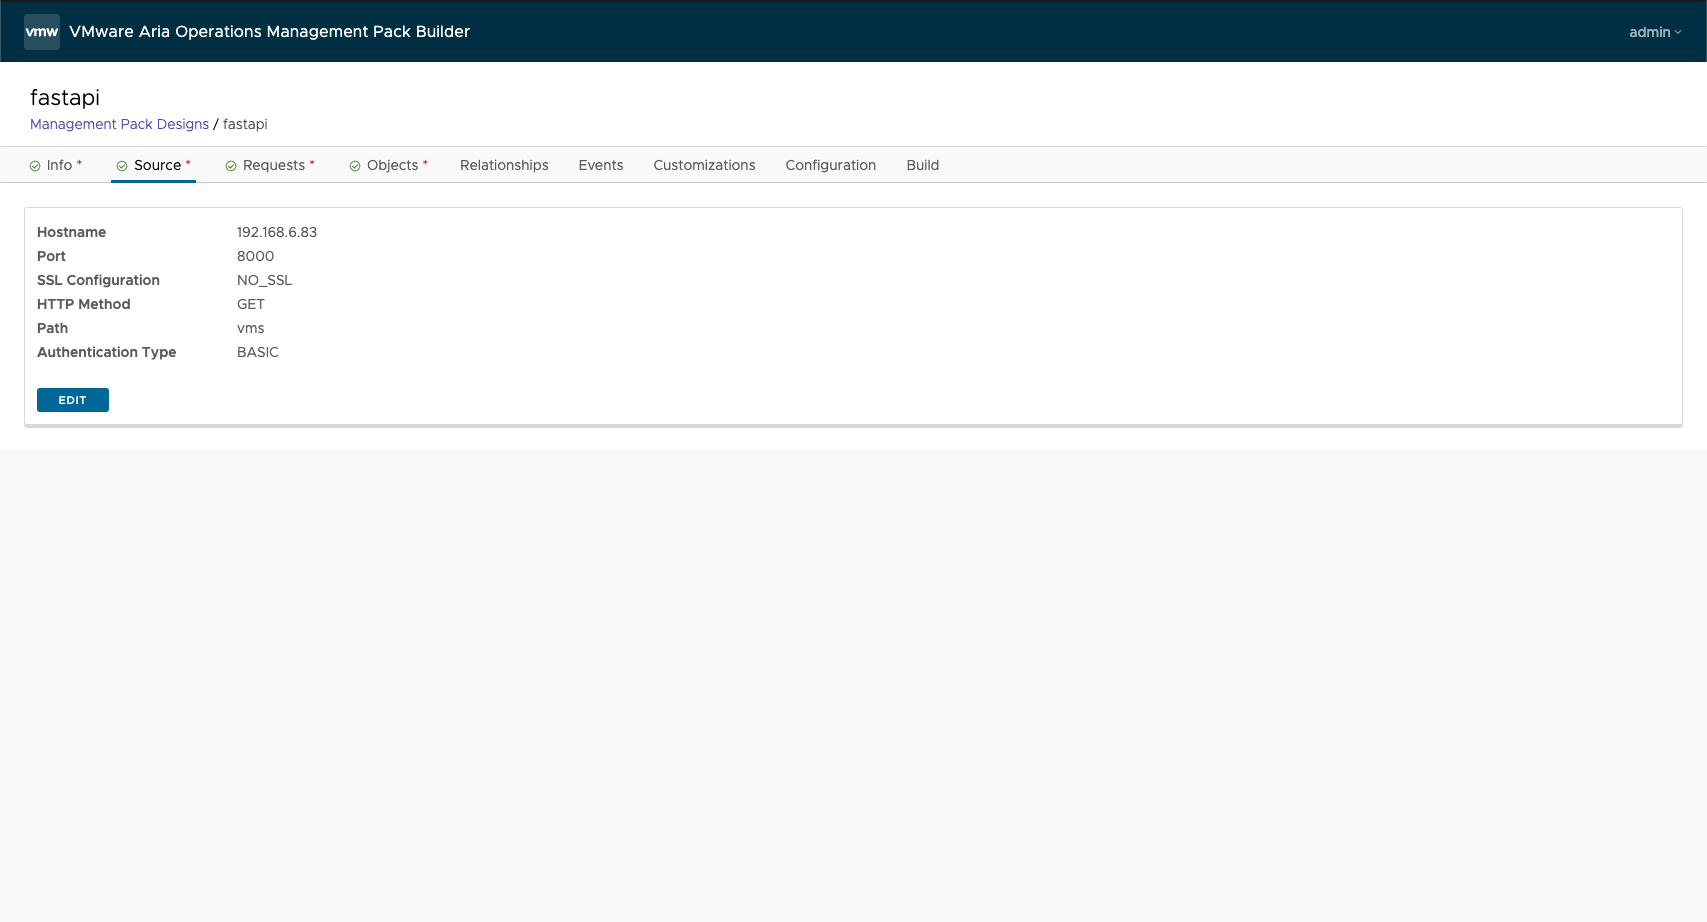 vmw VMware Aria Operations Management Pack Builder admin
fastapi
Management Pack Designs / fastapi
Info * Source * Requests * Objects * Relationships Events Customizations Configuration Build
Hostname 192.168.6.83
Port 8000
SSL Configuration NO_SSL
HTTP Method GET
Path vms
Authentication Type BASIC
EDIT